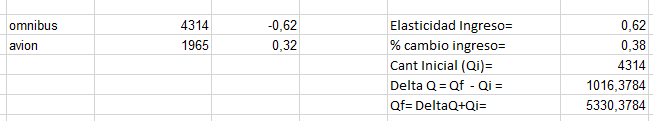 omnibus 4314 -0,62 Elasticidad Ingreso= 0,62
avion 1965 0,32 % cambio ingreso= 0,38
Cant Inicial (Qi)= 4314
Delta Q = Qf - Qi = 1016,3784
Qf= DeltaQ+Qi= 5330,3784